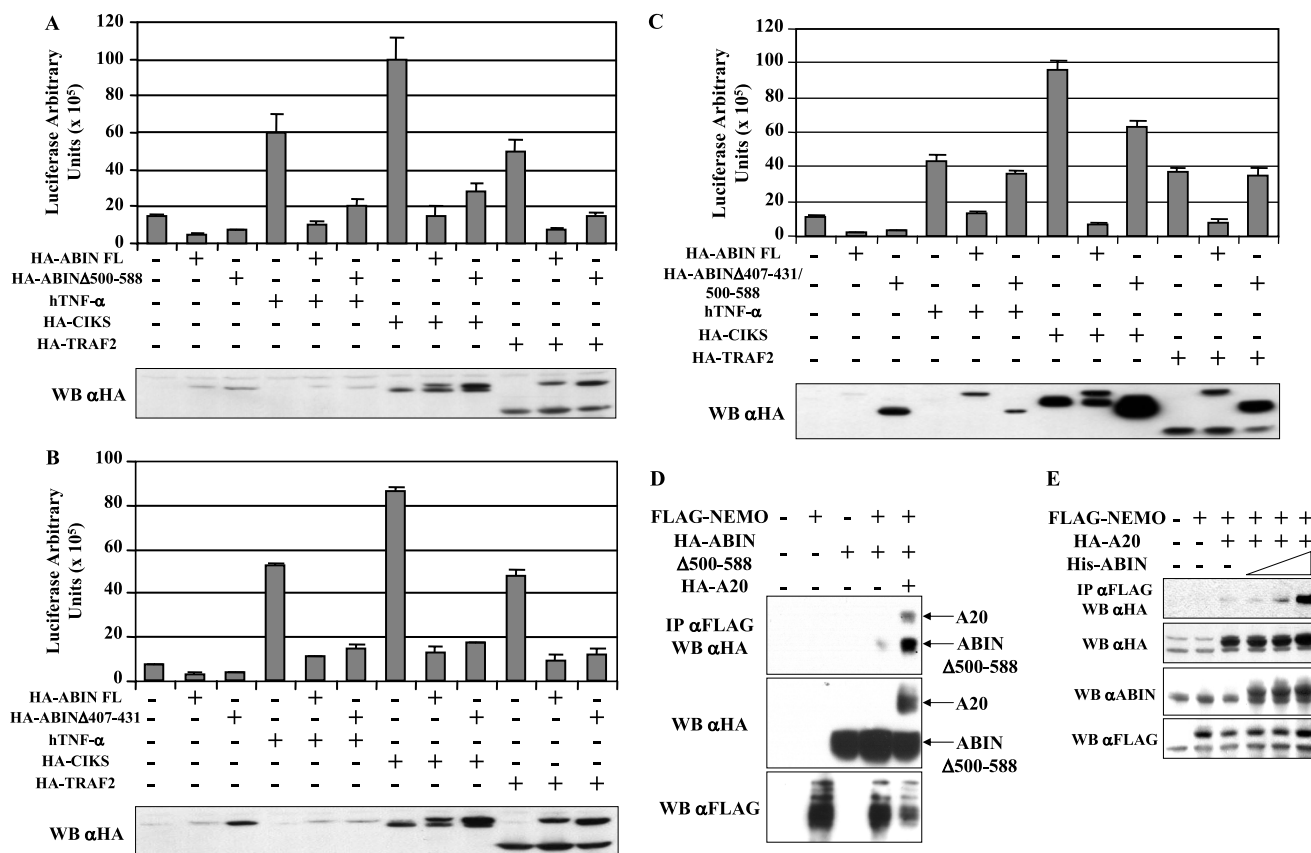 A
Luciferase Arbitrary
Units (x 10⁵)
120
100
80
60
40
20
0
HA-ABIN FL - + - - + - - + - - + -
HA-ABINΔ500-588 - - + - - + - - + - - +
hTNF-α - - - + + + - - - - - -
HA-CIKS - - - - - - + + + - - -
HA-TRAF2 - - - - - - - - - + + +
WB αHA
B
Luciferase Arbitrary
Units (x 10⁵)
100
80
60
40
20
0
HA-ABIN FL - + - - + - - + - - + -
HA-ABINΔ407-431 - - + - - + - - + - - +
hTNF-α - - - + + + - - - - - -
HA-CIKS - - - - - - + + + - - -
HA-TRAF2 - - - - - - - - - + + +
WB αHA
C
Luciferase Arbitrary
Units (x 10⁵)
120
100
80
60
40
20
0
HA-ABIN FL - + - - + - - + - - + -
HA-ABINΔ407-431/
500-588 - - + - - + - - + - - +
hTNF-α - - - + + + - - - - - -
HA-CIKS - - - - - - + + + - - -
HA-TRAF2 - - - - - - - - - + + +
WB αHA
D
FLAG-NEMO - + - + +
HA-ABIN
Δ500-588 - - + + +
HA-A20 - - - - +
IP αFLAG
WB αHA
A20
ABIN
Δ500-588
WB αHA
A20
ABIN
Δ500-588
WB αFLAG
E
FLAG-NEMO - + + + + +
HA-A20 - - + + + +
His-ABIN - - -
IP αFLAG
WB αHA
WB αHA
WB αABIN
WB αFLAG